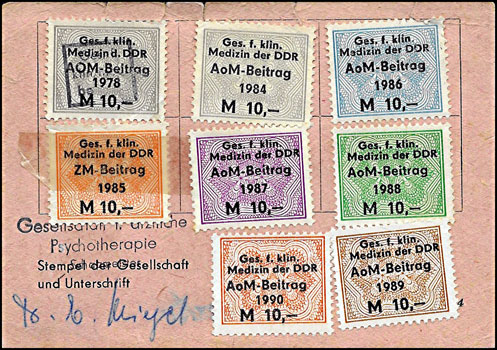 Ges. f. klin.
Medizin d. DDR
AOM-Beitrag
1978
M 10,—
Ges. f. klin.
Medizin der DDR
AoM-Beitrag
1984
M 10,—
Ges. f. klin.
Medizin der DDR
AoM-Beitrag
1986
M 10,—
Ges. f. klin.
Medizin der DDR
ZM-Beitrag
1985
M 10,—
Ges. f. klin.
Medizin der DDR
AoM-Beitrag
1987
M 10,—
Ges. f. klin.
Medizin der DDR
AoM-Beitrag
1988
M 10,—
Ges. f. klin.
Medizin der DDR
AoM-Beitrag
1990
M 10,—
Ges. f. klin.
Medizin der DDR
AoM-Beitrag
1989
M 10,—
Psychotherapie
Stempel der Gesellschaft
und Unterschrift
4